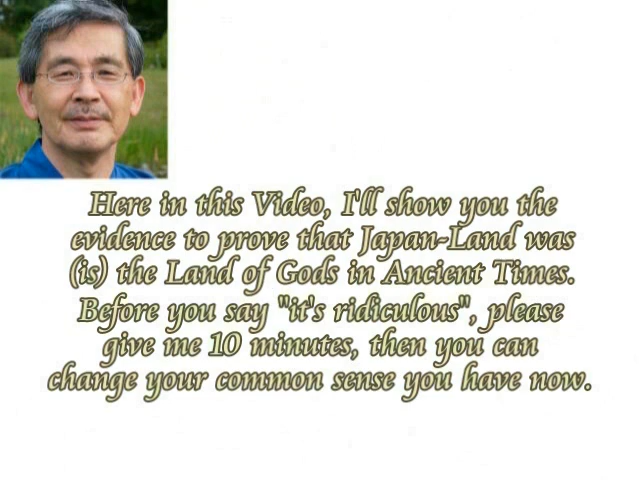 Here in this Video, I'll show you the
evidence to prove that Japan-Land was
(is) the Land of Gods in Ancient Times.
Before you say "it's ridiculous", please
give me 10 minutes, then you can
change your common sense you have now.